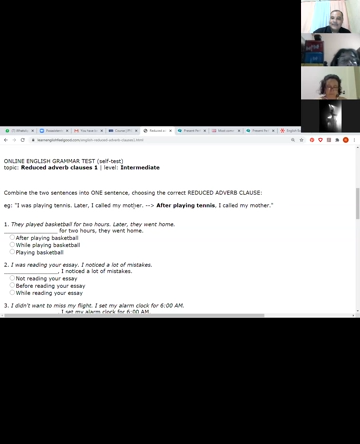 ONLINE ENGLISH GRAMMAR TEST (self-test)
topic: Reduced adverb clauses 1 | level: Intermediate
Combine the two sentences into ONE sentence, choosing the correct REDUCED ADVERB CLAUSE:
eg: "I was playing tennis. Later, I called my mother. --> After playing tennis, I called my mother."
1. They played basketball for two hours. Later, they went home.
_______________ for two hours, they went home.
After playing basketball
While playing basketball
Playing basketball
2. I was reading your essay. I noticed a lot of mistakes.
_______________, I noticed a lot of mistakes.
Not reading your essay
Before reading your essay
While reading your essay
3. I didn't want to miss my flight. I set my alarm clock for 6:00 AM.
_______________ I set my alarm clock for 6:00 AM.